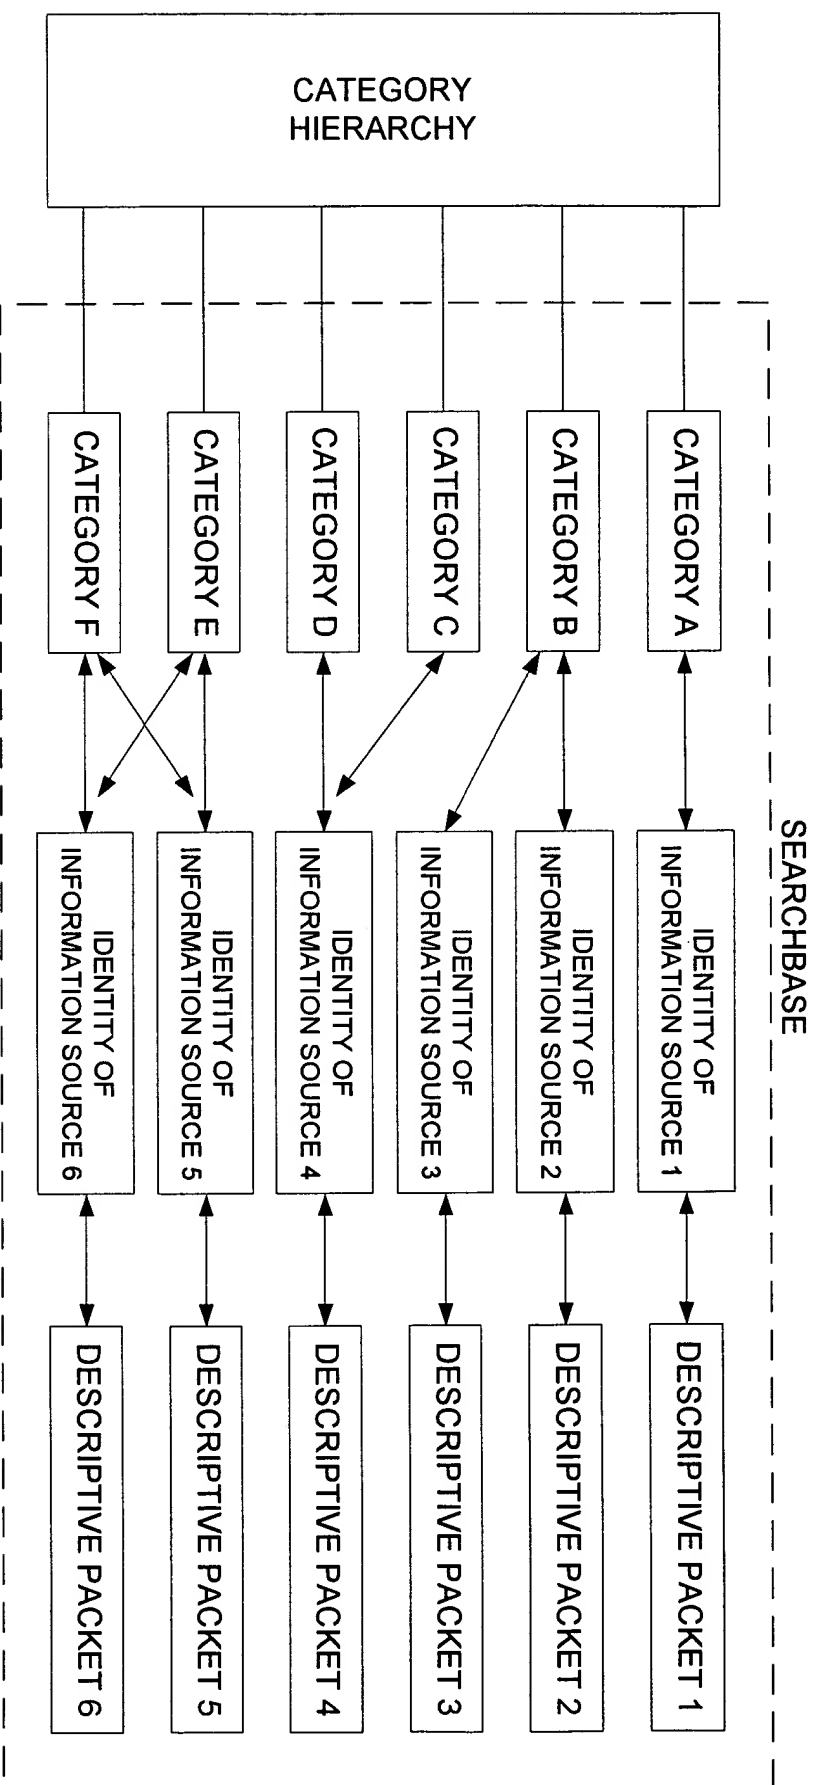 CATEGORY
HIERARCHY
SEARCHBASE
CATEGORY A
CATEGORY B
CATEGORY C
CATEGORY D
CATEGORY E
CATEGORY F
IDENTITY OF
INFORMATION SOURCE 1
IDENTITY OF
INFORMATION SOURCE 2
IDENTITY OF
INFORMATION SOURCE 3
IDENTITY OF
INFORMATION SOURCE 4
IDENTITY OF
INFORMATION SOURCE 5
IDENTITY OF
INFORMATION SOURCE 6
DESCRIPTIVE PACKET 1
DESCRIPTIVE PACKET 2
DESCRIPTIVE PACKET 3
DESCRIPTIVE PACKET 4
DESCRIPTIVE PACKET 5
DESCRIPTIVE PACKET 6